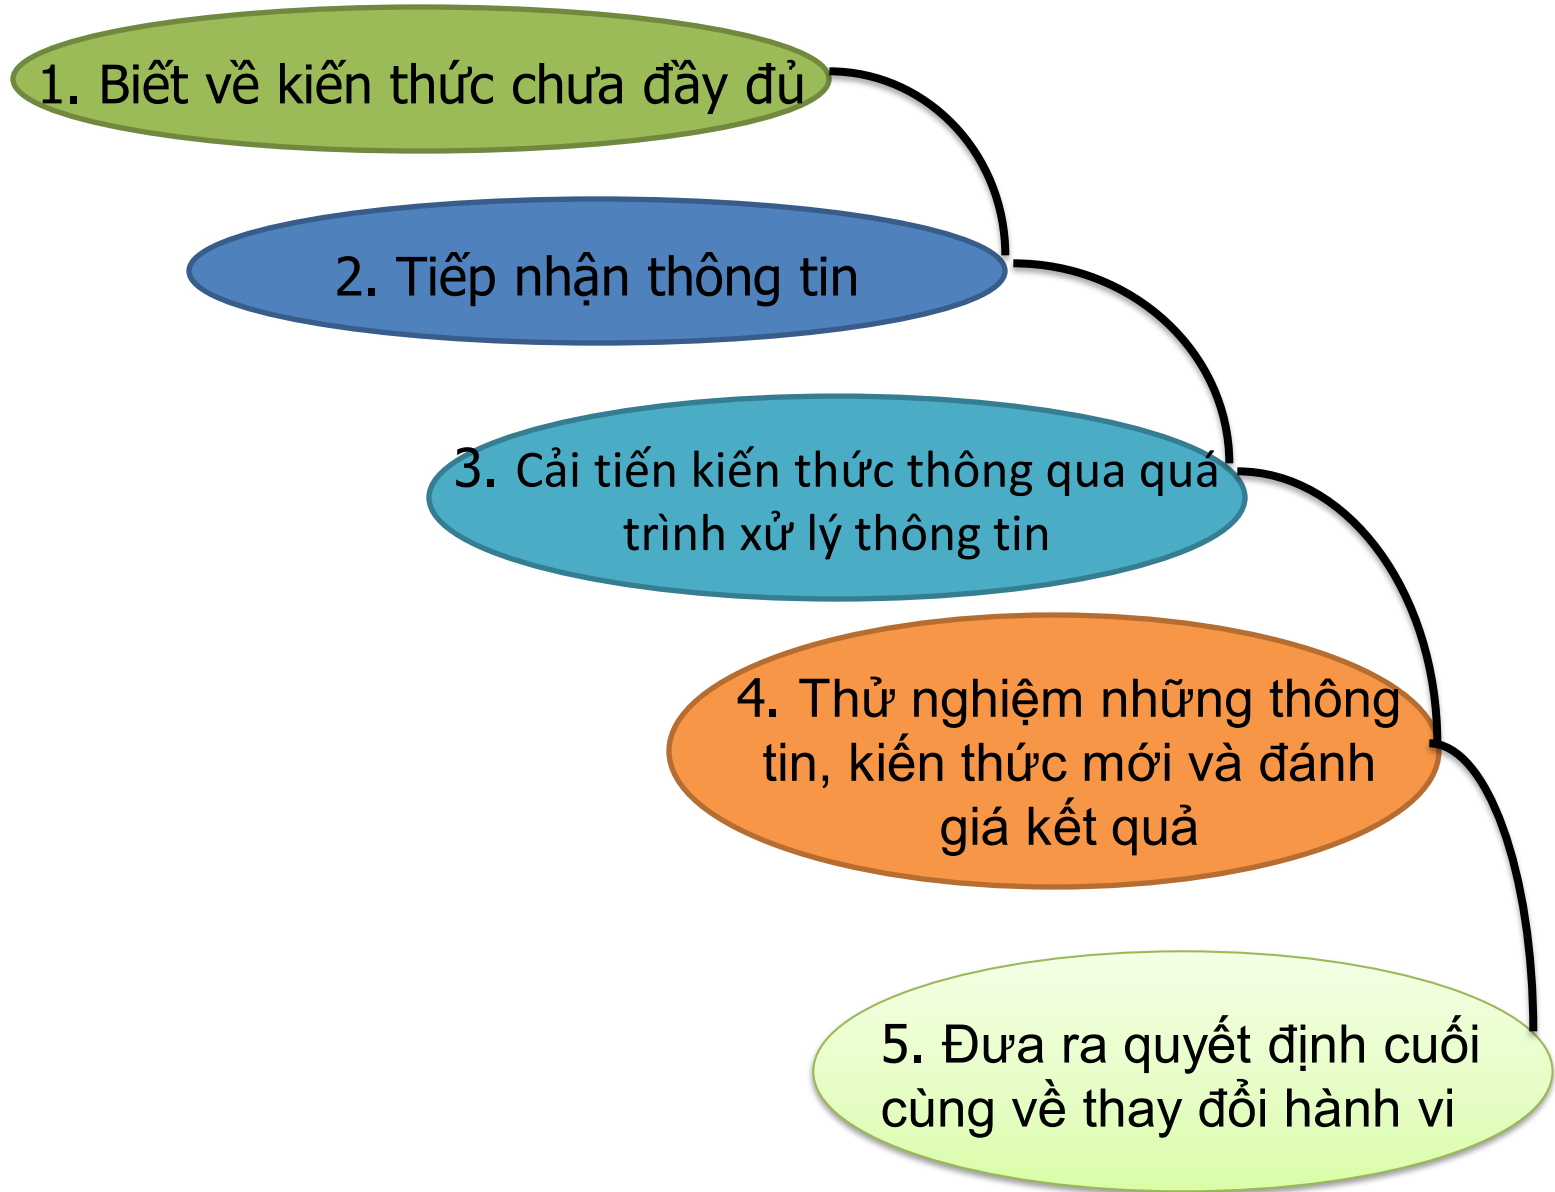 1. Biết về kiến thức chưa đầy đủ
2. Tiếp nhận thông tin
3. Cải tiến kiến thức thông qua quá
trình xử lý thông tin
4. Thử nghiệm những thông
tin, kiến thức mới và đánh
giá kết quả
5. Đưa ra quyết định cuối
cùng về thay đổi hành vi